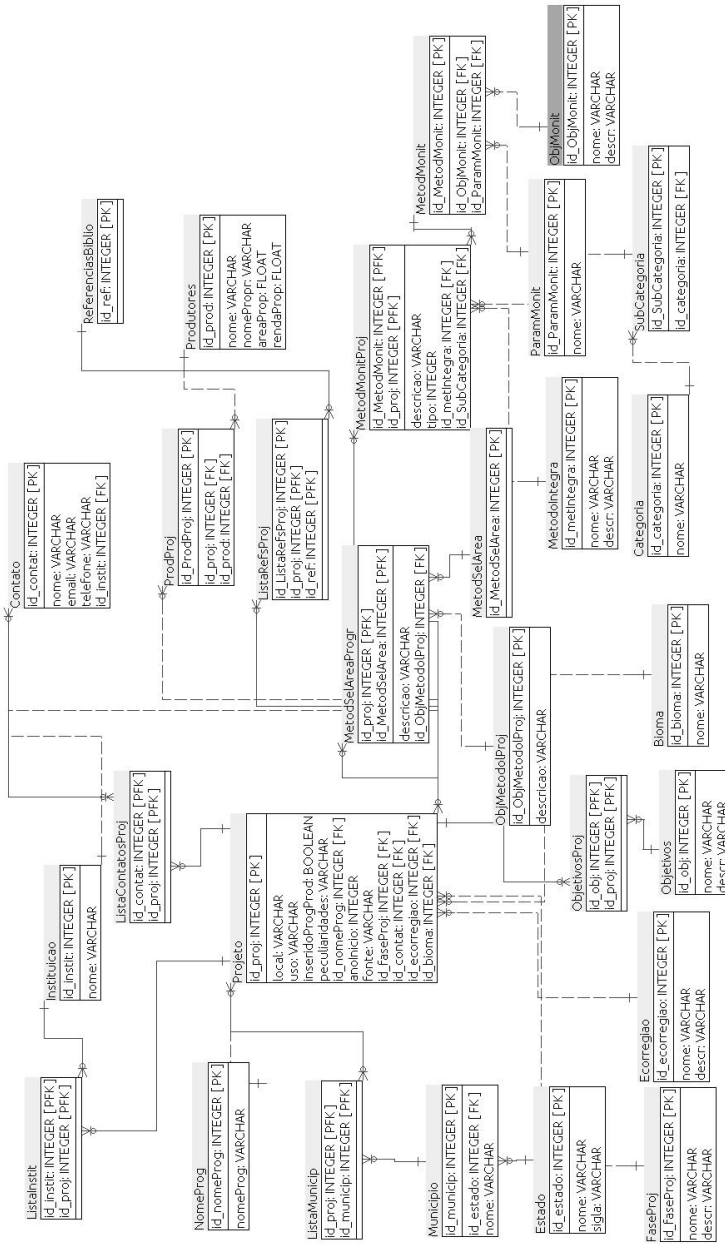 ListaInstit
id_instit: INTEGER [PFK]
id_proj: INTEGER [PFK]
Instituicao
id_instit: INTEGER [PK]
nome: VARCHAR
Contato
id_contat: INTEGER [PK]
nome: VARCHAR
email: VARCHAR
telefone: VARCHAR
id_instit: INTEGER [FK]
ListaContatosProj
id_contat: INTEGER [PFK]
id_proj: INTEGER [PFK]
ReferenciasBiblio
id_ref: INTEGER [PK]
NomeProg
id_nomeProg: INTEGER [PK]
nomeProg: VARCHAR
Projeto
id_proj: INTEGER [PK]
local: VARCHAR
uso: VARCHAR
inseridoProgProd: BOOLEAN
peculiaridades: VARCHAR
id_nomeProg: INTEGER [FK]
anoInicio: INTEGER
fonte: VARCHAR
id_FaseProj: INTEGER [FK]
id_contat: INTEGER [FK]
id_ecorregiao: INTEGER [FK]
id_bioma: INTEGER [FK]
ProdProj
id_ProdProj: INTEGER [PK]
id_proj: INTEGER [FK]
id_prod: INTEGER [FK]
Produtores
id_prod: INTEGER [PK]
nome: VARCHAR
nomePropr: VARCHAR
areaProp: FLOAT
rendaProp: FLOAT
ListaRefsProj
id_ListaRefsProj: INTEGER [PK]
id_proj: INTEGER [PFK]
id_ref: INTEGER [PFK]
ListaMunicip
id_proj: INTEGER [PFK]
id_municip: INTEGER [PFK]
MetodSelAreaProgr
id_proj: INTEGER [PFK]
id_MetodSelArea: INTEGER [PFK]
descricao: VARCHAR
id_ObjMetodolProj: INTEGER [FK]
MetodMonitProj
id_MetodMonit: INTEGER [PFK]
id_proj: INTEGER [PFK]
descricao: VARCHAR
tipo: INTEGER
id_metIntegra: INTEGER [FK]
id_SubCategoria: INTEGER [FK]
MetodMonit
id_MetodMonit: INTEGER [PK]
id_ObjMonit: INTEGER [FK]
id_ParamMonit: INTEGER [FK]
Municipio
id_municip: INTEGER [PK]
id_estado: INTEGER [FK]
nome: VARCHAR
MetodSelArea
id_MetodSelArea: INTEGER [PK]
ObjMetodolProj
id_ObjMetodolProj: INTEGER [PK]
descricao: VARCHAR
Estado
id_estado: INTEGER [PK]
nome: VARCHAR
sigla: VARCHAR
MetodoIntegra
id_metIntegra: INTEGER [PK]
nome: VARCHAR
descr: VARCHAR
ParamMonit
id_ParamMonit: INTEGER [PK]
nome: VARCHAR
ObjMonit
id_ObjMonit: INTEGER [PK]
nome: VARCHAR
descr: VARCHAR
ObjetivosProj
id_obj: INTEGER [PFK]
id_proj: INTEGER [PFK]
Ecorregiao
id_ecorregiao: INTEGER [PK]
nome: VARCHAR
descr: VARCHAR
FaseProj
id_FaseProj: INTEGER [PK]
nome: VARCHAR
descr: VARCHAR
Objetivos
id_obj: INTEGER [PK]
nome: VARCHAR
descr: VARCHAR
Bioma
id_bioma: INTEGER [PK]
nome: VARCHAR
Categoria
id_categoria: INTEGER [PK]
nome: VARCHAR
SubCategoria
id_SubCategoria: INTEGER [PK]
id_categoria: INTEGER [FK]